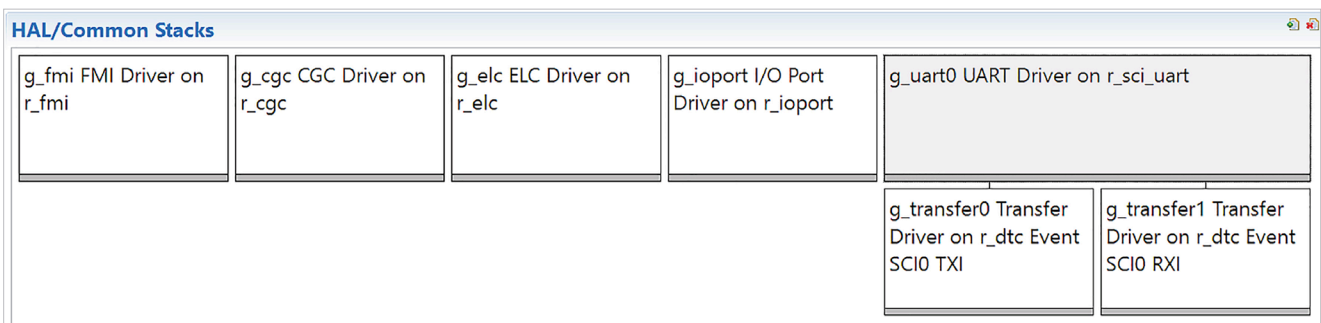 HAL/Common Stacks
g_fmi FMI Driver on
r_fmi
g_cgc CGC Driver on
r_cgc
g_elc ELC Driver on
r_elc
g_ioport I/O Port
Driver on r_ioport
g_uart0 UART Driver on r_sci_uart
g_transfer0 Transfer
Driver on r_dtc Event
SCI0 TXI
g_transfer1 Transfer
Driver on r_dtc Event
SCI0 RXI